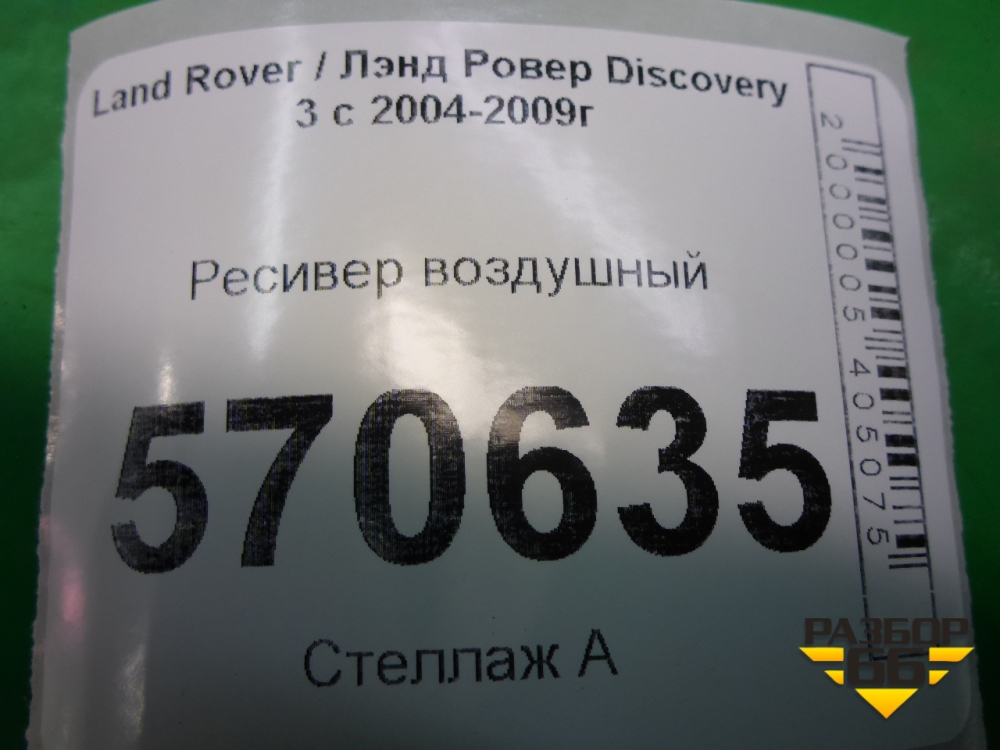 Land Rover / Лэнд Ровер Discovery
3 с 2004-2009г
Ресивер воздушный
570635
Стеллаж А
2000005405075
РАЗБОР
66